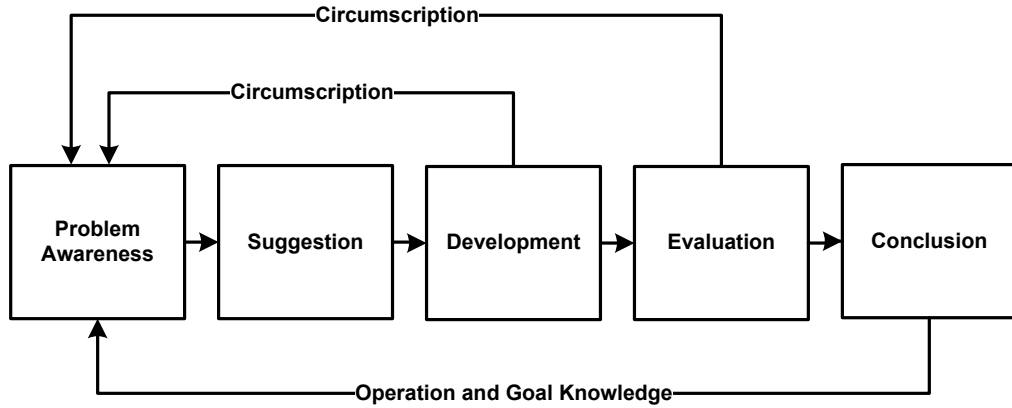 Circumscription
Circumscription
Problem
Awareness
Suggestion
Development
Evaluation
Conclusion
Operation and Goal Knowledge